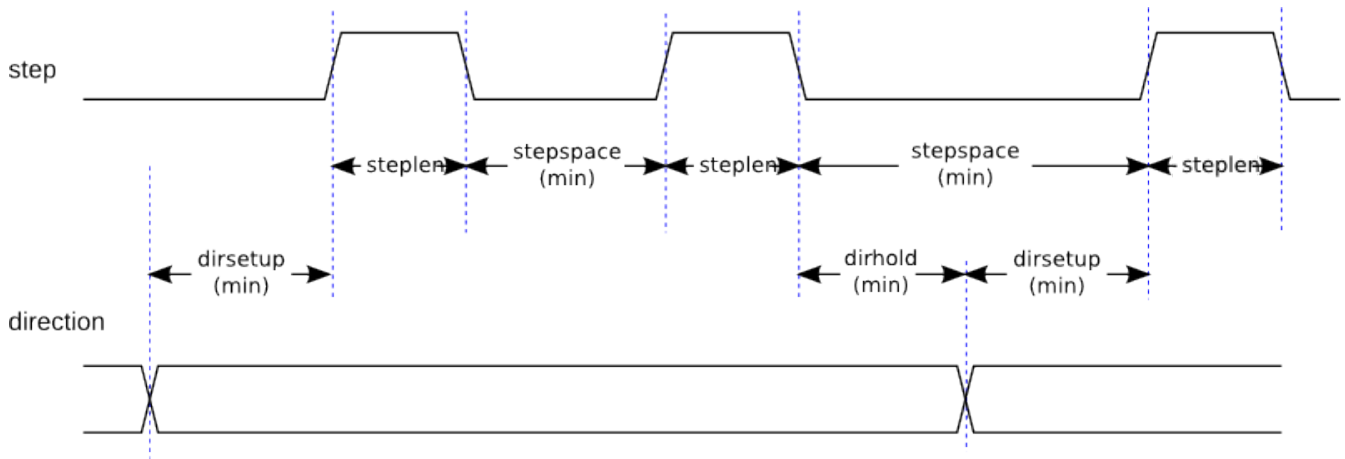 step
steplen
stepspace
(min)
steplen
stepspace
(min)
steplen
dirsetup
(min)
dirhold
(min)
dirsetup
(min)
direction